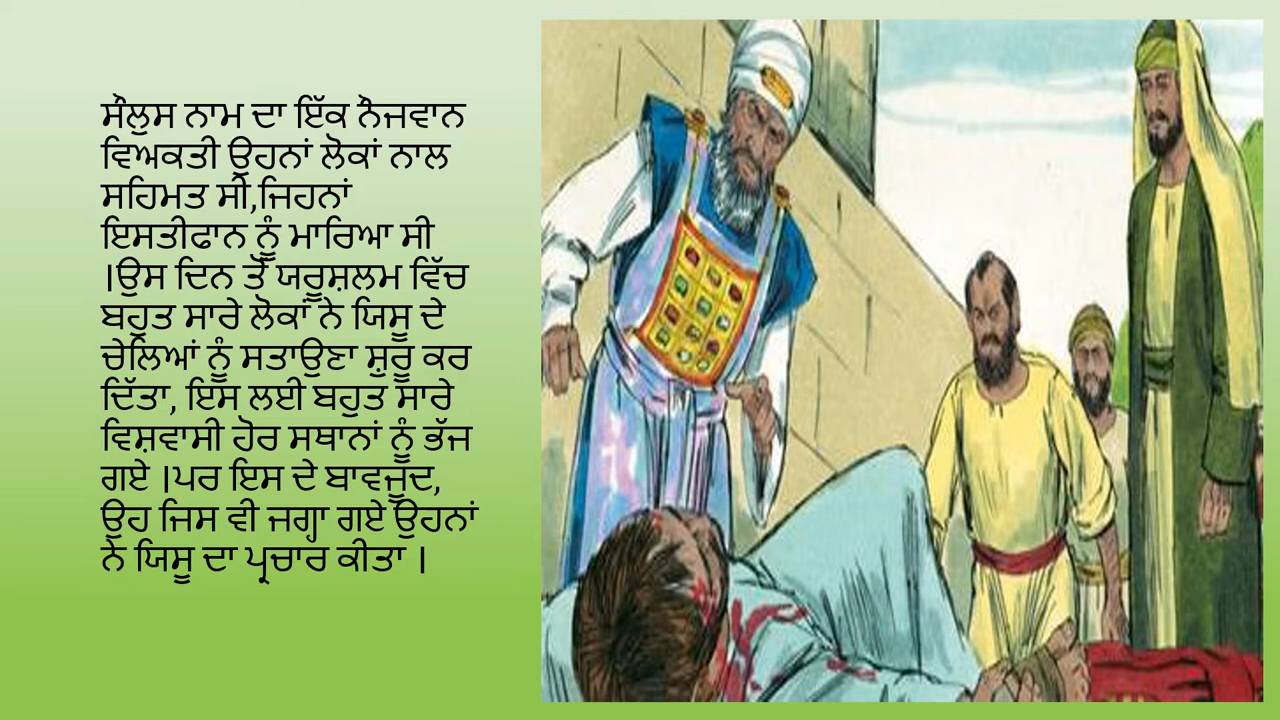 ਸੌਲੁਸ ਨਾਮ ਦਾ ਇੱਕ ਨੌਜਵਾਨ
ਵਿਅਕਤੀ ਉਹਨਾਂ ਲੋਕਾਂ ਨਾਲ
ਸਹਿਮਤ ਸੀ,ਜਿਹਨਾਂ
ਇਸਤੀਫਾਨ ਨੂੰ ਮਾਰਿਆ ਸੀ
।ਉਸ ਦਿਨ ਤੋਂ ਯਰੂਸ਼ਲਮ ਵਿੱਚ
ਬਹੁਤ ਸਾਰੇ ਲੋਕਾਂ ਨੇ ਯਿਸੂ ਦੇ
ਚੇਲਿਆਂ ਨੂੰ ਸਤਾਉਣਾ ਸ਼ੁਰੂ ਕਰ
ਦਿੱਤਾ, ਇਸ ਲਈ ਬਹੁਤ ਸਾਰੇ
ਵਿਸ਼ਵਾਸੀ ਹੋਰ ਸਥਾਨਾਂ ਨੂੰ ਭੱਜ
ਗਏ ।ਪਰ ਇਸ ਦੇ ਬਾਵਜੂਦ,
ਉਹ ਜਿਸ ਵੀ ਜਗ੍ਹਾ ਗਏ ਉਹਨਾਂ
ਨੇ ਯਿਸੂ ਦਾ ਪ੍ਰਚਾਰ ਕੀਤਾ ।